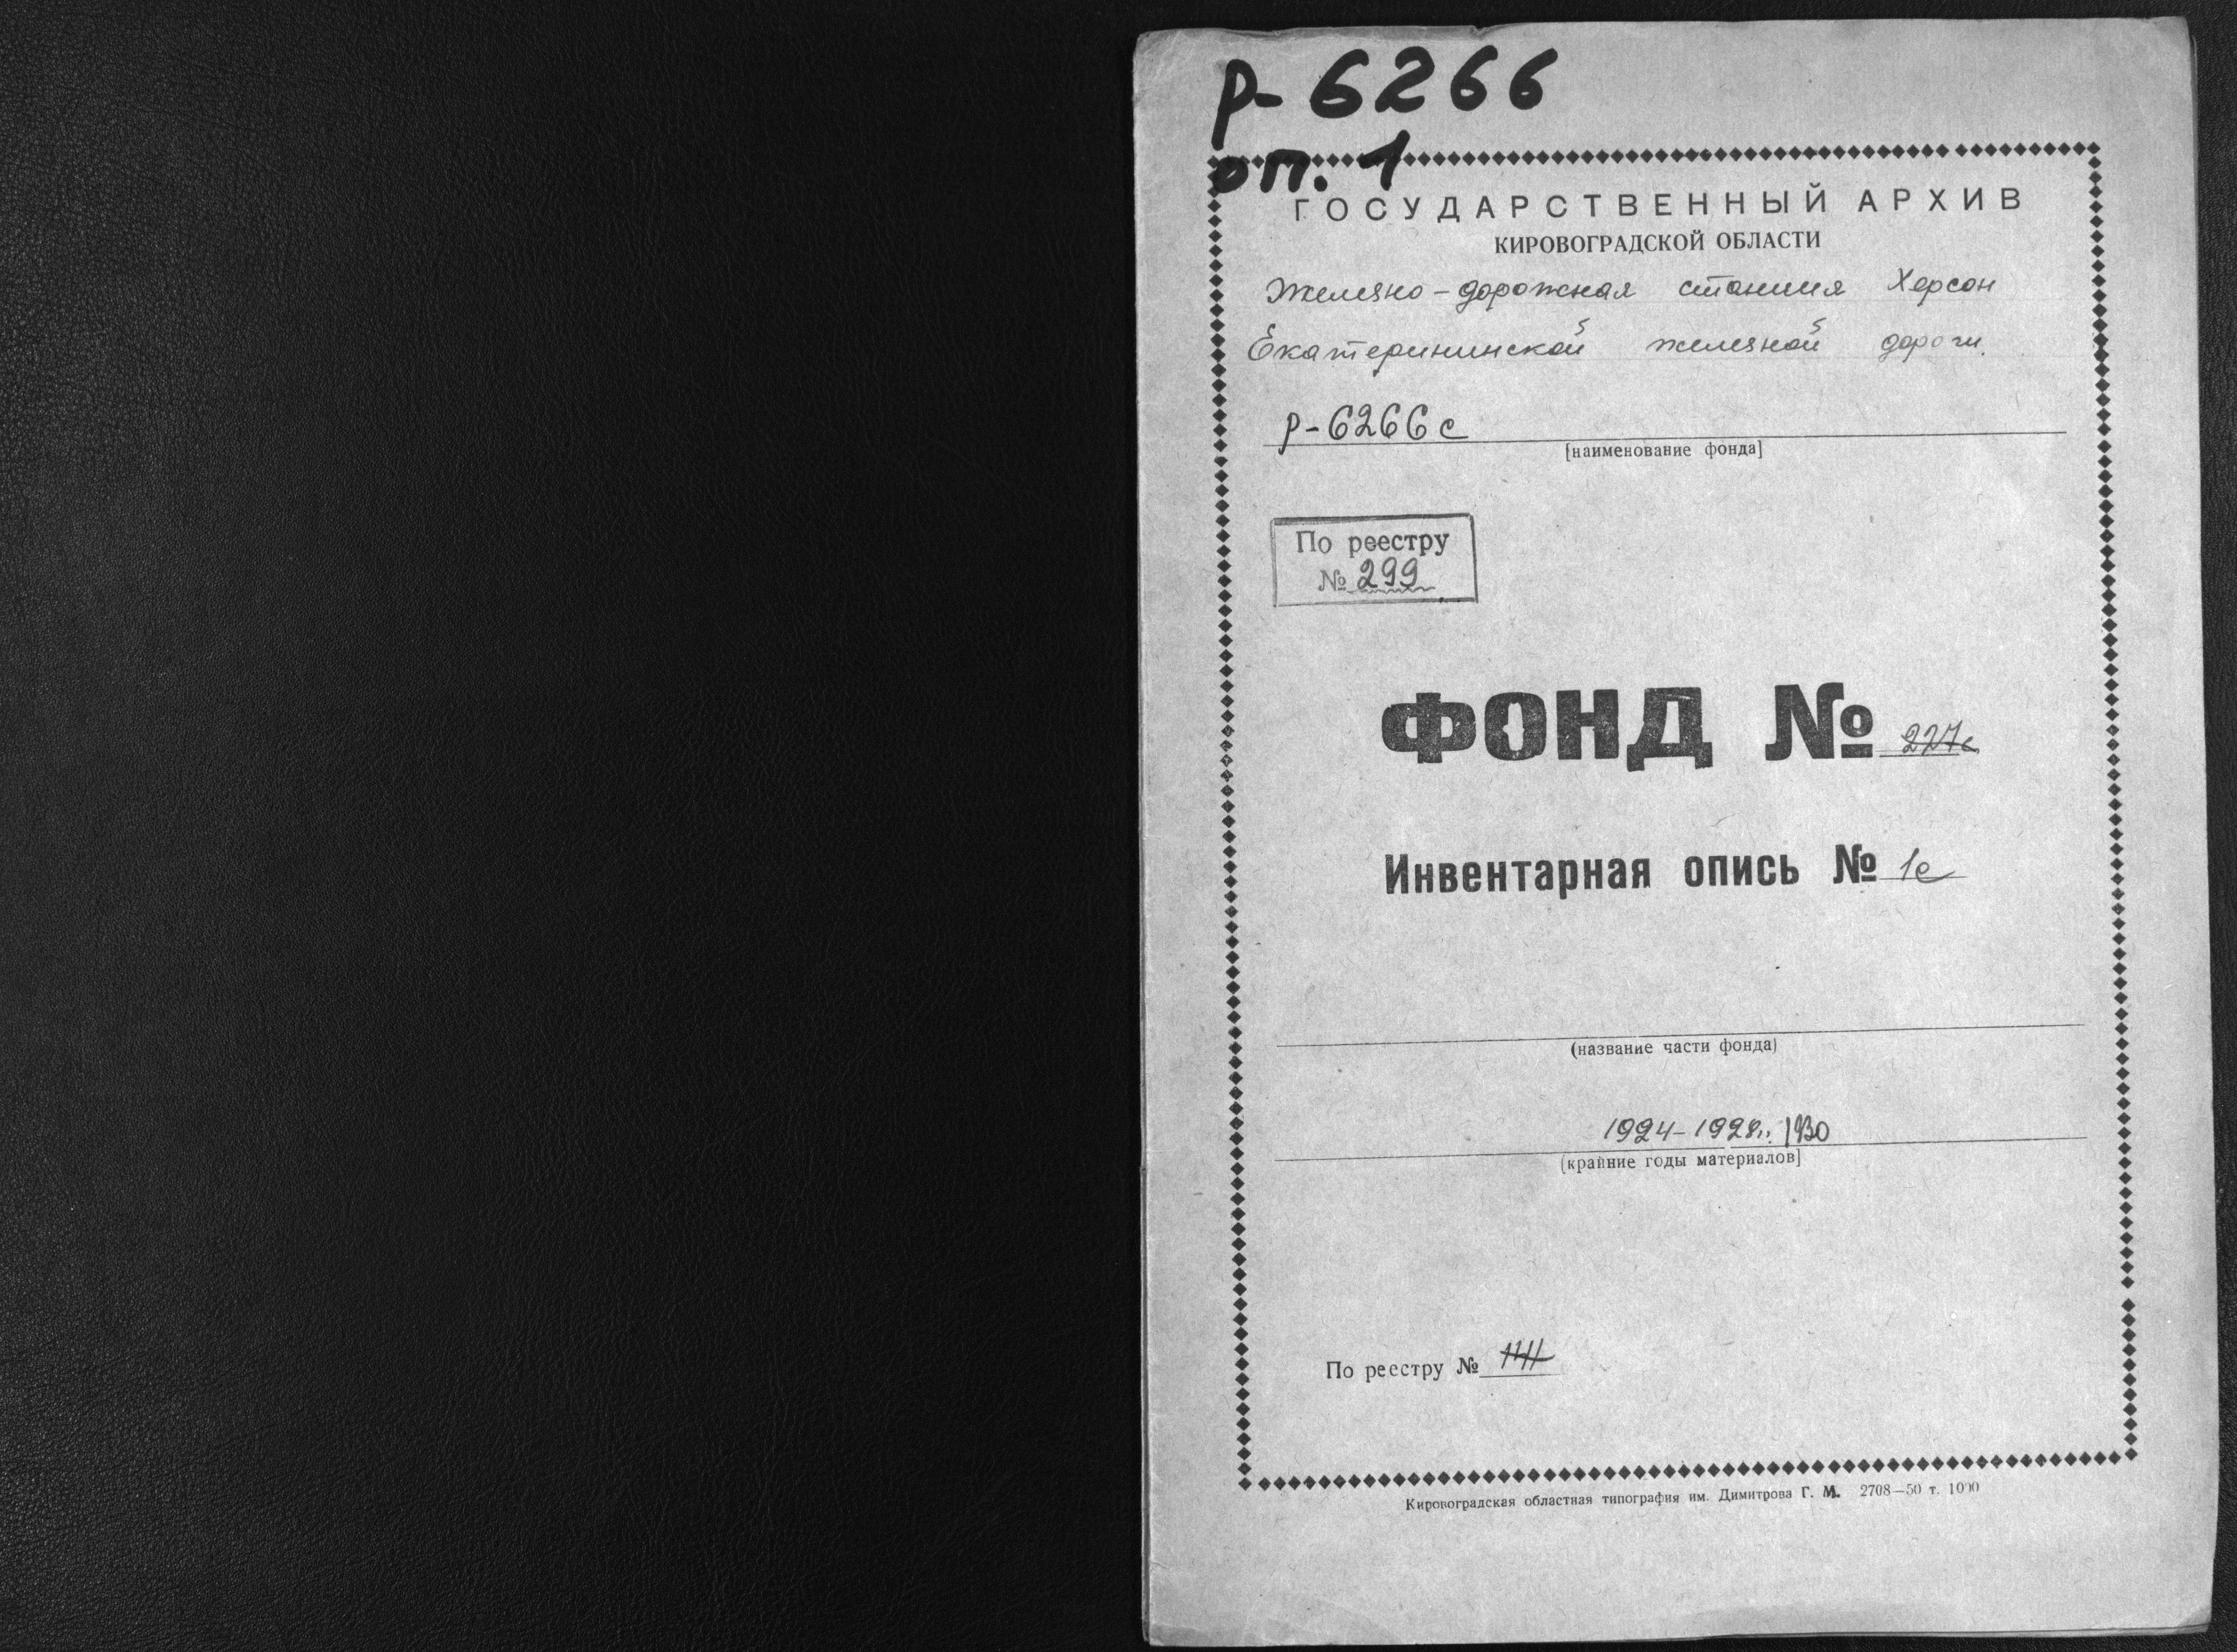 р-6266
оп. 1
ГОСУДАРСТВЕННЫЙ АРХИВ
КИРОВОГРАДСКОЙ ОБЛАСТИ
Железно-дорожная станция Херсон
Екатерининской железной дороги.
р-6266с
[наименование фонда]
По реестру
№ 299
ФОНД № 227с
Инвентарная опись № 1с
(название части фонда)
1924-1928гг. 1930
(крайние годы материалов]
По реестру №
Кировоградская областная типография им. Димитрова Г. М. 2708—50 т. 1000